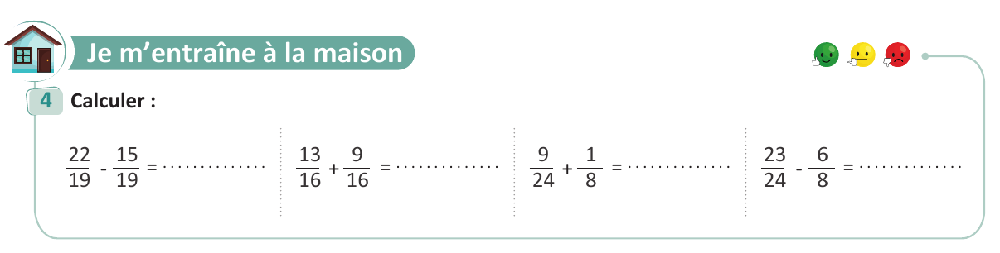 Je m'entraîne à la maison
4 Calculer :
22/19 - 15/19 = ..............
13/16 + 9/16 = ..............
9/24 + 1/8 = ..............
23/24 - 6/8 = ..............